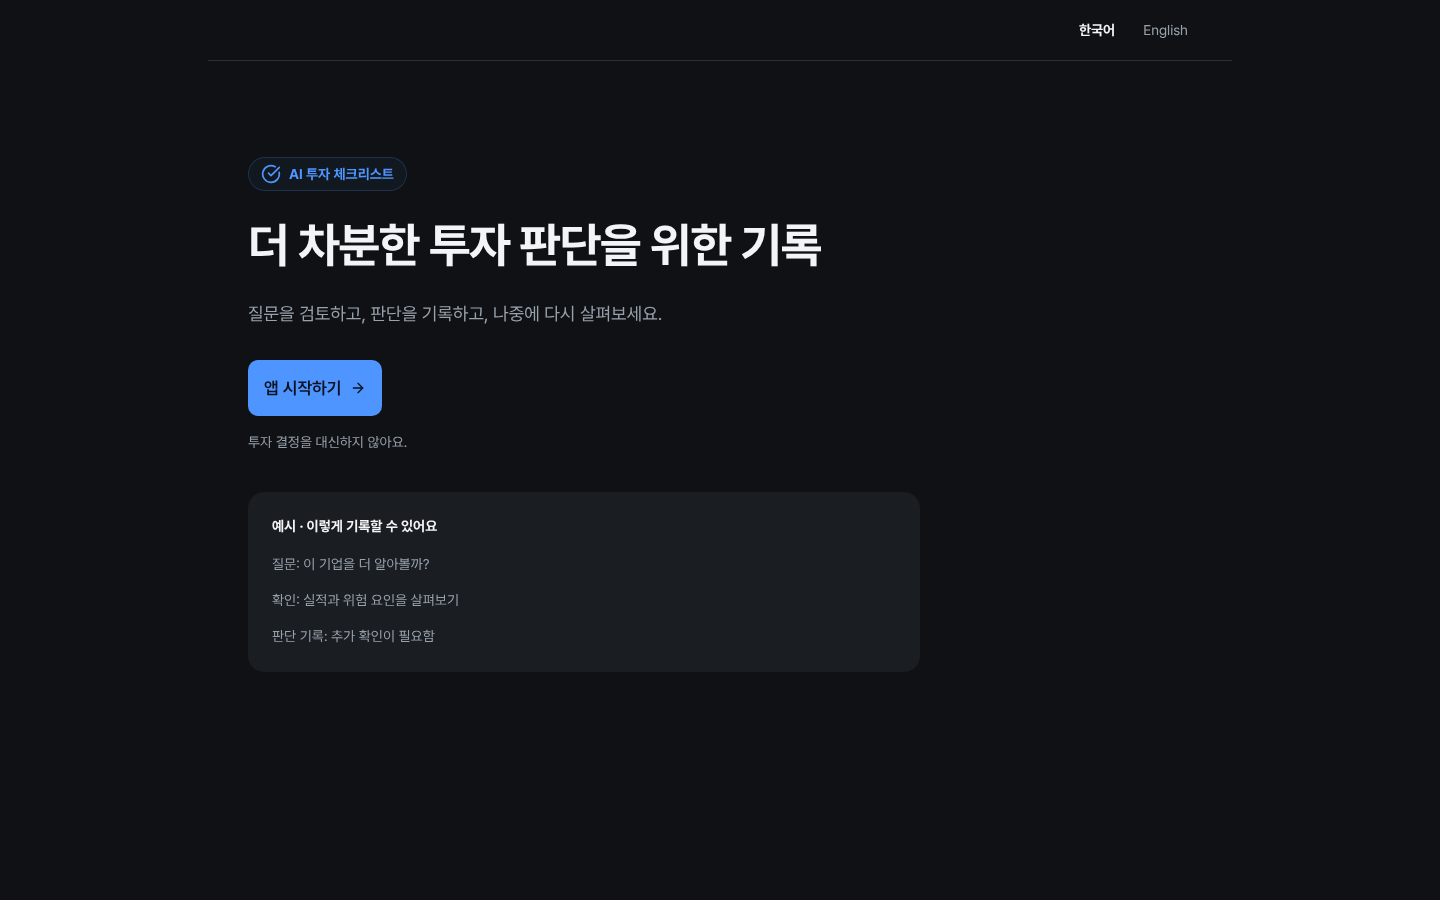 한국어 English
AI 투자 체크리스트
더 차분한 투자 판단을 위한 기록
질문을 검토하고, 판단을 기록하고, 나중에 다시 살펴보세요.
앱 시작하기 →
투자 결정을 대신하지 않아요.
예시 · 이렇게 기록할 수 있어요
질문: 이 기업을 더 알아볼까?
확인: 실적과 위험 요인을 살펴보기
판단 기록: 추가 확인이 필요함